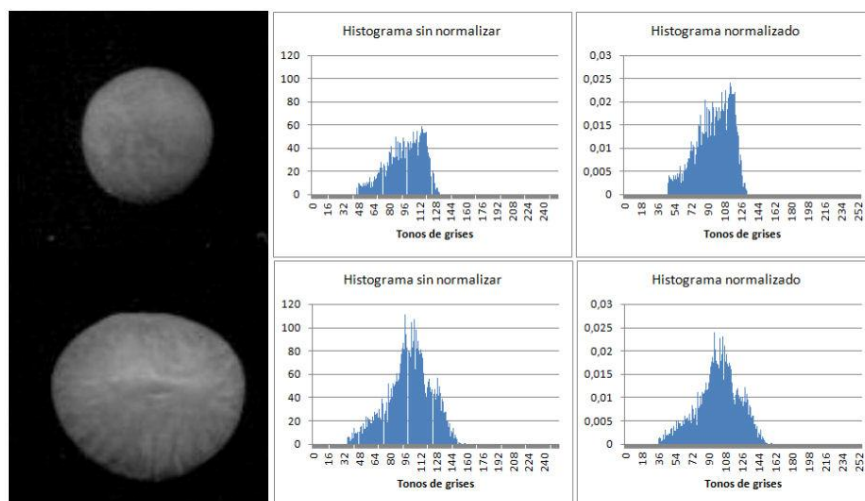 Histograma sin normalizar
120
100
80
60
40
20
0
0 16 32 48 64 80 96 112 128 144 160 176 192 208 224 240
Tonos de grises
Histograma normalizado
0,03
0,025
0,02
0,015
0,01
0,005
0
0 18 36 54 72 90 108 126 144 162 180 198 216 234 252
Tonos de grises
Histograma sin normalizar
120
100
80
60
40
20
0
0 16 32 48 64 80 96 112 128 144 160 176 192 208 224 240
Tonos de grises
Histograma normalizado
0,03
0,025
0,02
0,015
0,01
0,005
0
0 18 36 54 72 90 108 126 144 162 180 198 216 234 252
Tonos de grises